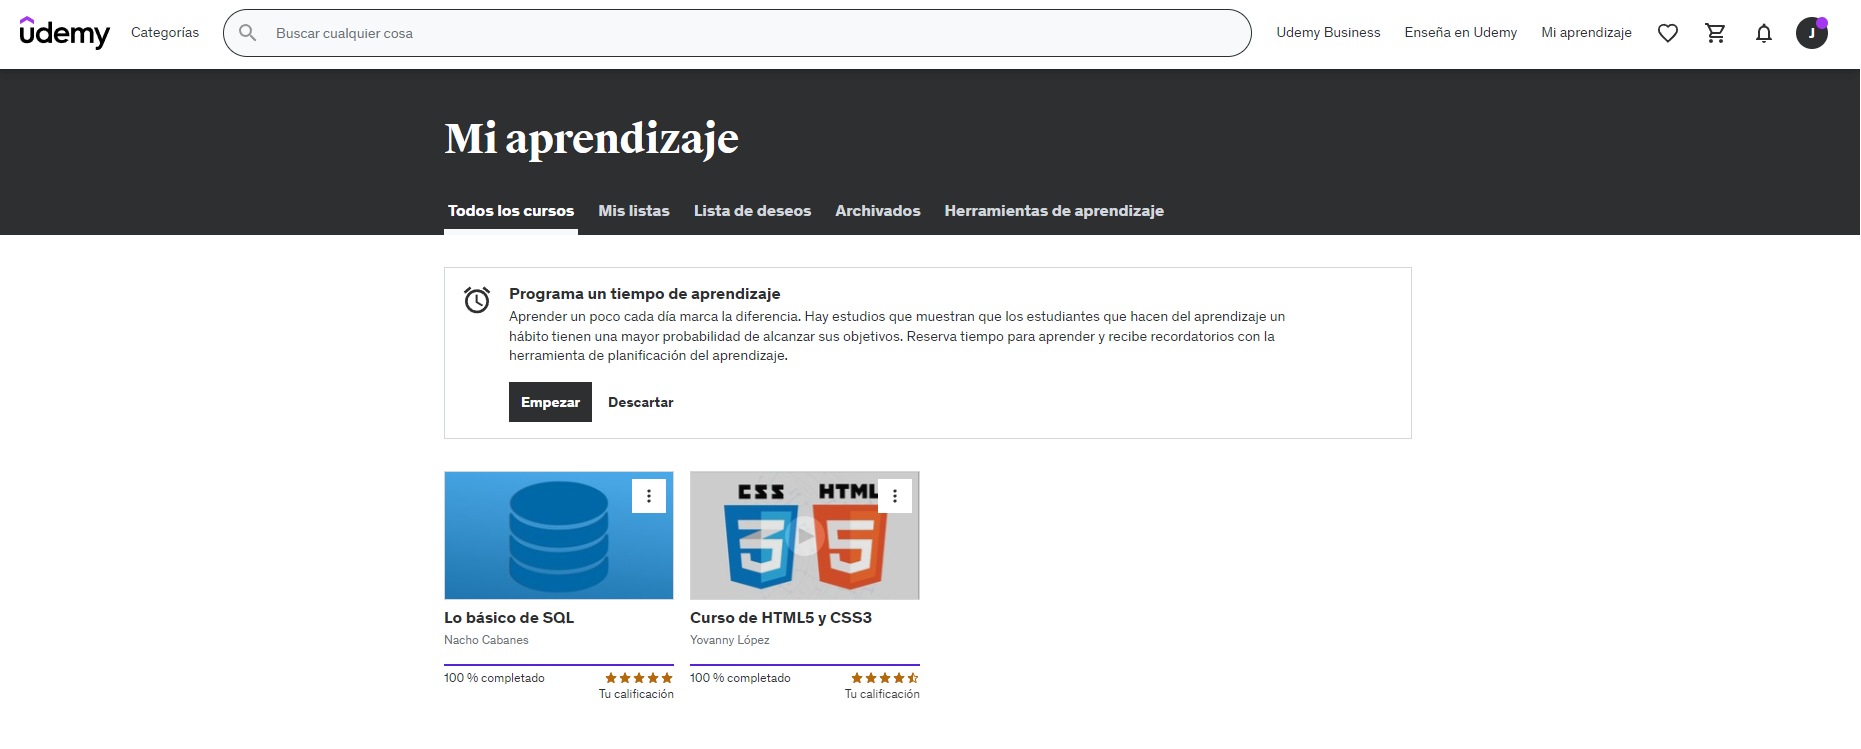 udemy
Categorías
Buscar cualquier cosa
Udemy Business
Enseña en Udemy
Mi aprendizaje
J
Mi aprendizaje
Todos los cursos
Mis listas
Lista de deseos
Archivados
Herramientas de aprendizaje
Programa un tiempo de aprendizaje
Aprender un poco cada día marca la diferencia. Hay estudios que muestran que los estudiantes que hacen del aprendizaje un
hábito tienen una mayor probabilidad de alcanzar sus objetivos. Reserva tiempo para aprender y recibe recordatorios con la
herramienta de planificación del aprendizaje.
Empezar
Descartar
CSS
HTML
3
5
Lo básico de SQL
Nacho Cabanes
100 % completado
Tu calificación
Curso de HTML5 y CSS3
Yovanny López
100 % completado
Tu calificación